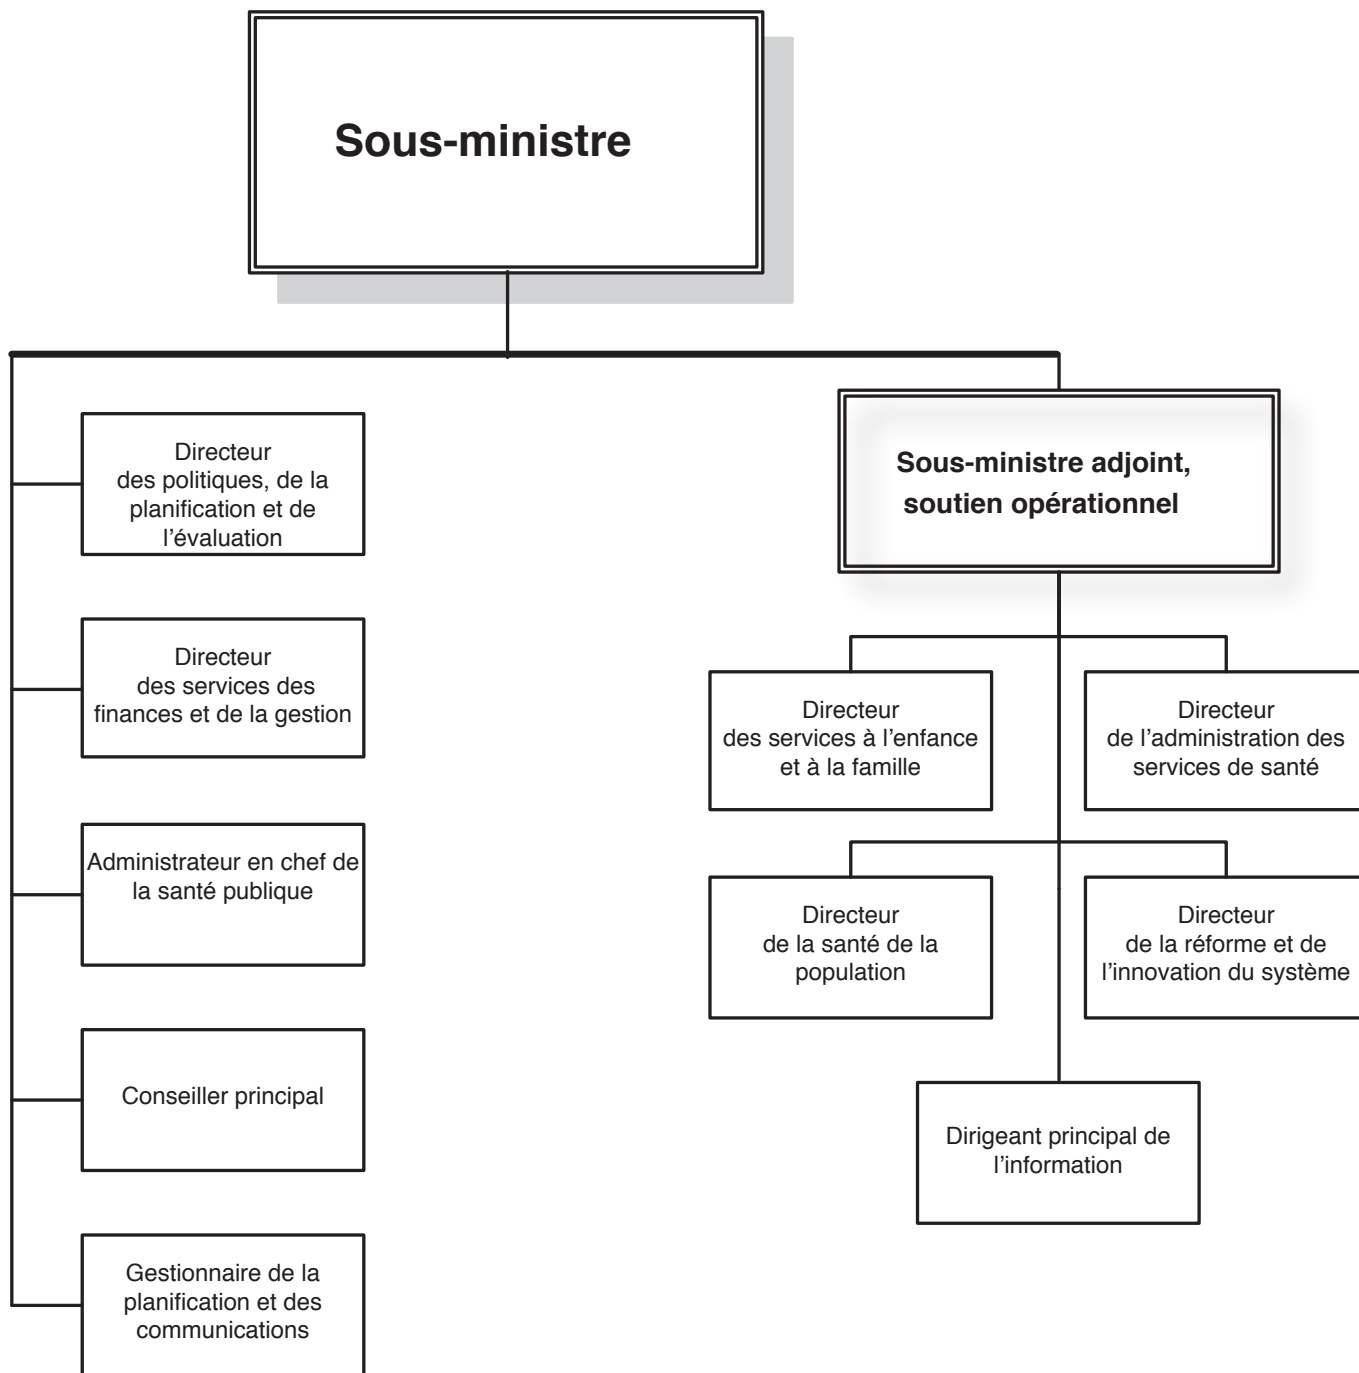 Sous-ministre
Directeur
des politiques, de la
planification et de
l'évaluation
Directeur
des services des
finances et de la gestion
Administrateur en chef de
la santé publique
Conseiller principal
Gestionnaire de la
planification et des
communications
Sous-ministre adjoint,
soutien opérationnel
Directeur
des services à l'enfance
et à la famille
Directeur
de l'administration des
services de santé
Directeur
de la santé de la
population
Directeur
de la réforme et de
l'innovation du système
Dirigeant principal de
l'information